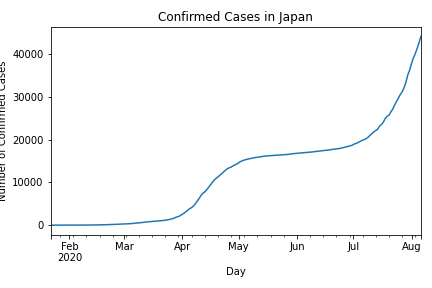 Confirmed Cases in Japan
Number of Confirmed Cases
40000
30000
20000
10000
0
Feb Mar Apr May Jun Jul Aug
2020
Day